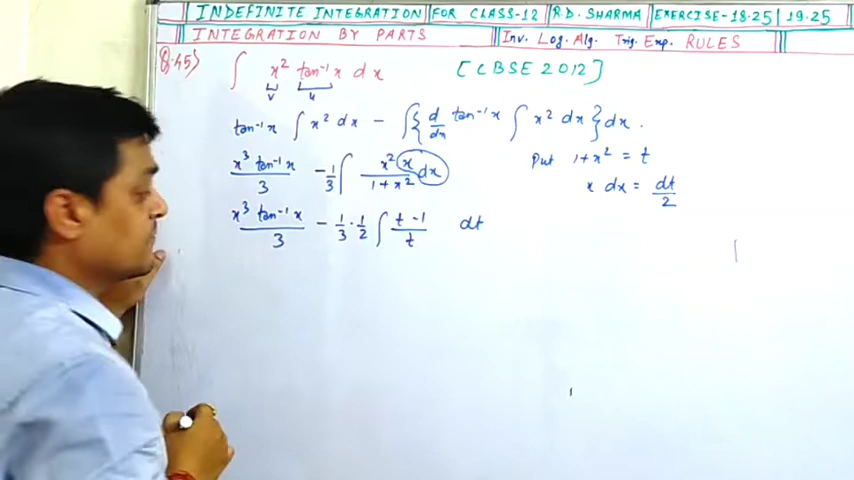 INDEFINITE INTEGRATION || FOR CLASS-12 || R.D. SHARMA || EXERCISE-18.25 | 19.25
INTEGRATION BY PARTS || Inv. Log. Alg. Trig. Exp. RULES
Q.45) ∫ x² tan⁻¹x dx [CBSE 2012]
v u
tan⁻¹x ∫ x² dx - ∫ { d/dx tan⁻¹x ∫ x² dx } dx .
x³ tan⁻¹x / 3 - 1/3 ∫ x² x / 1+x² dx Put 1+x² = t
x dx = dt/2
x³ tan⁻¹x / 3 - 1/3 · 1/2 ∫ t-1 / t dt